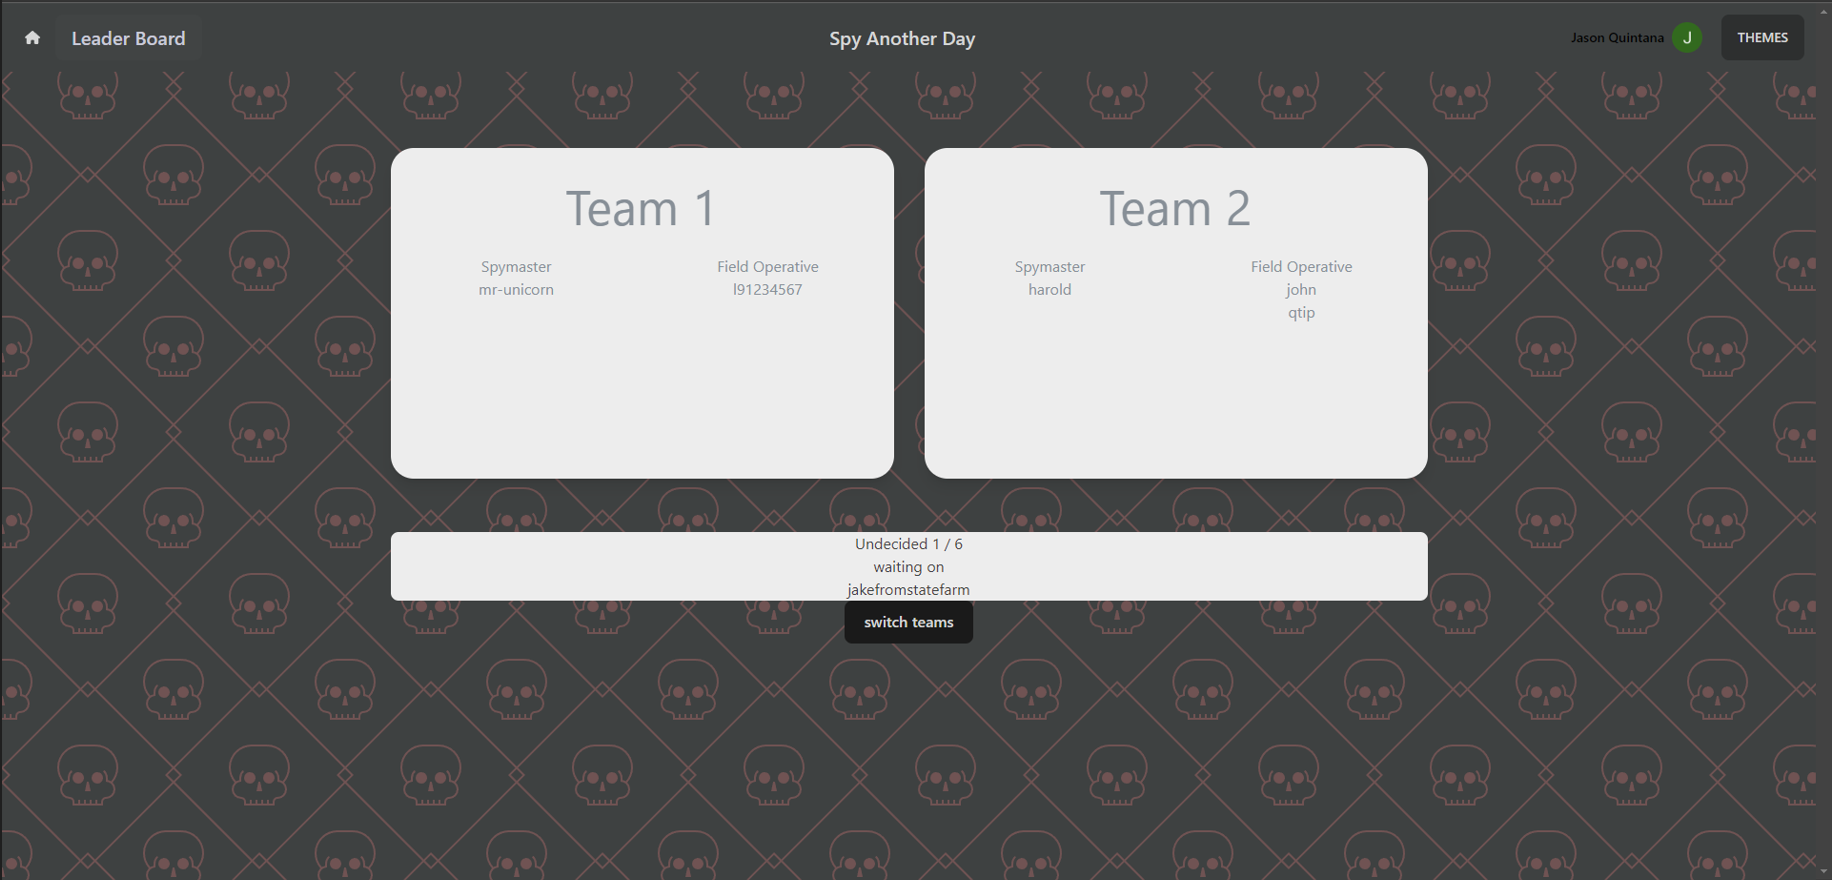 Leader Board
Spy Another Day
Jason Quintana
J
THEMES
Team 1
Spymaster
mr-unicorn
Field Operative
l91234567
Team 2
Spymaster
harold
Field Operative
john
qtip
Undecided 1 / 6
waiting on
jakefromstatefarm
switch teams